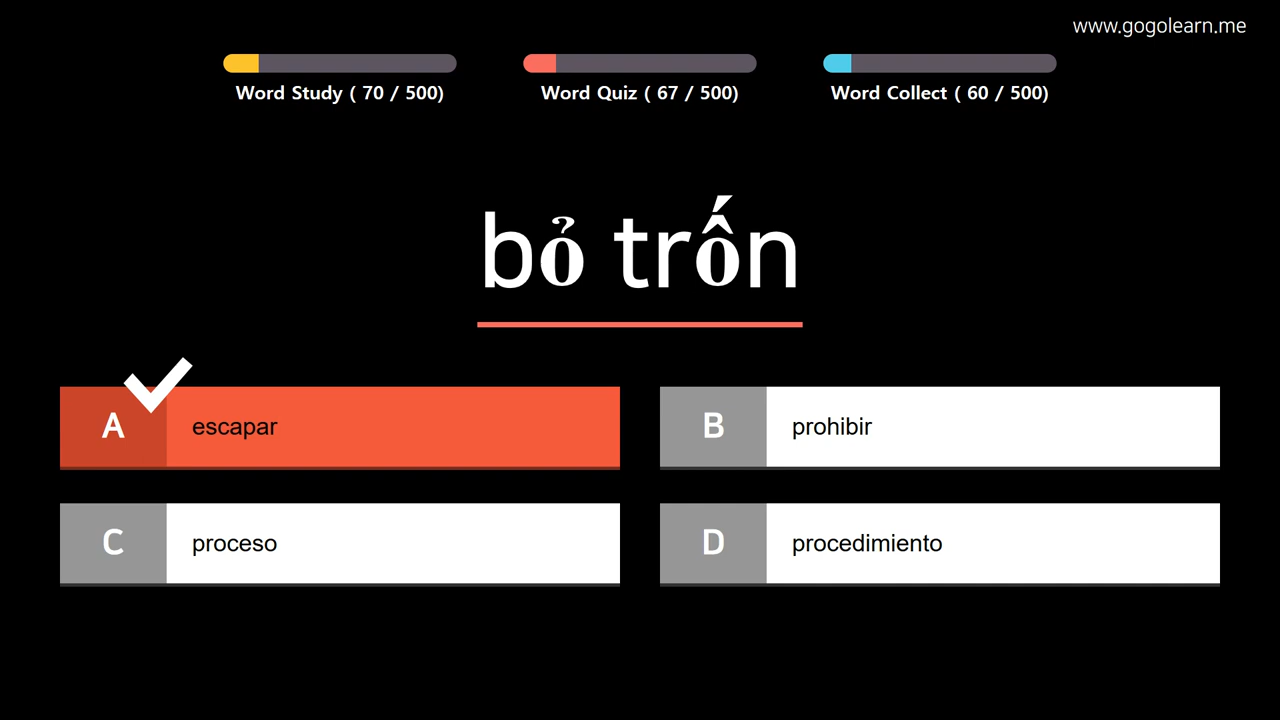 www.gogolearn.me
Word Study ( 70 / 500)
Word Quiz ( 67 / 500)
Word Collect ( 60 / 500)
bỏ trốn
A escapar
B prohibir
C proceso
D procedimiento